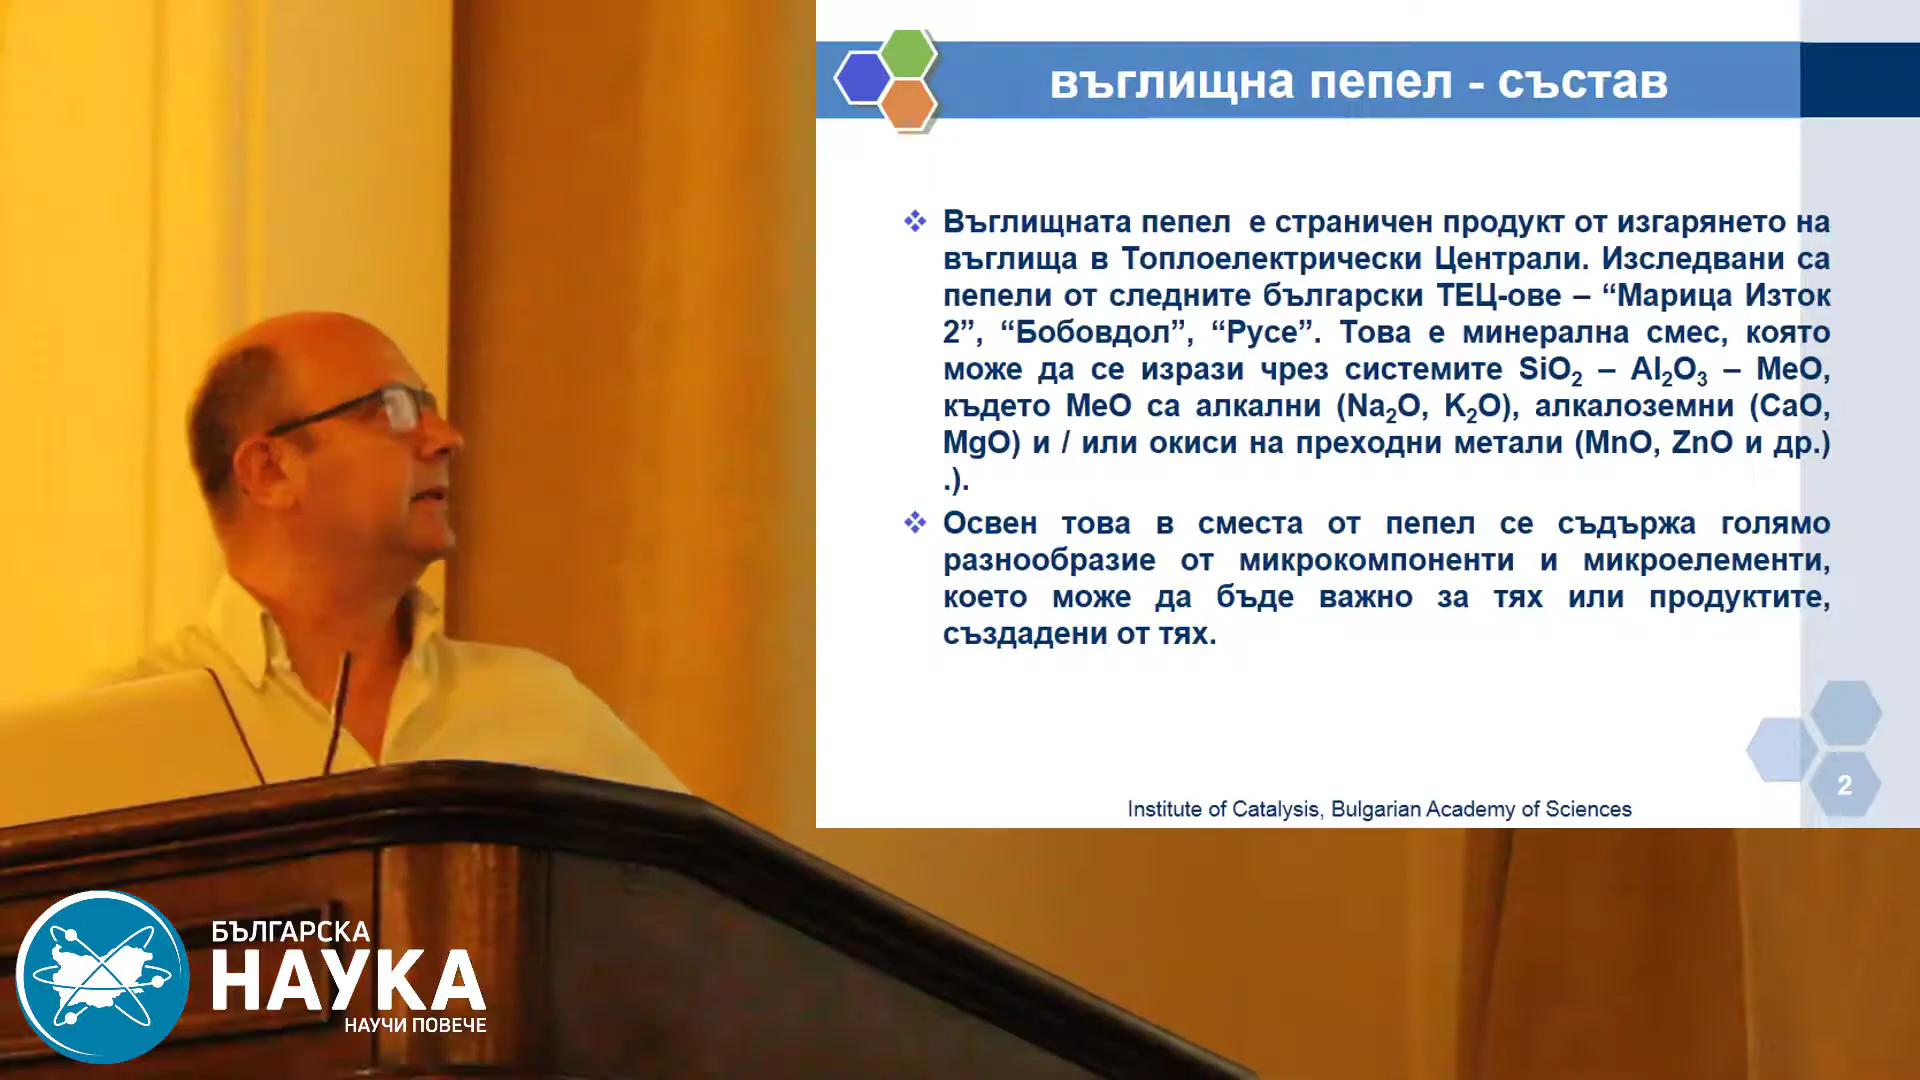 въглищна пепел - състав
Въглищната пепел е страничен продукт от изгарянето на
въглища в Топлоелектрически Централи. Изследвани са
пепели от следните български ТЕЦ-ове – “Марица Изток
2”, “Бобовдол”, “Русе”. Това е минерална смес, която
може да се изрази чрез системите SiO₂ – Al₂O₃ – MeO,
където MeO са алкални (Na₂O, K₂O), алкалоземни (CaO,
MgO) и / или окиси на преходни метали (MnO, ZnO и др.)
.).
Освен това в сместа от пепел се съдържа голямо
разнообразие от микрокомпоненти и микроелементи,
което може да бъде важно за тях или продуктите,
създадени от тях.
2
Institute of Catalysis, Bulgarian Academy of Sciences
БЪЛГАРСКА
НАУКА
НАУЧИ ПОВЕЧЕ